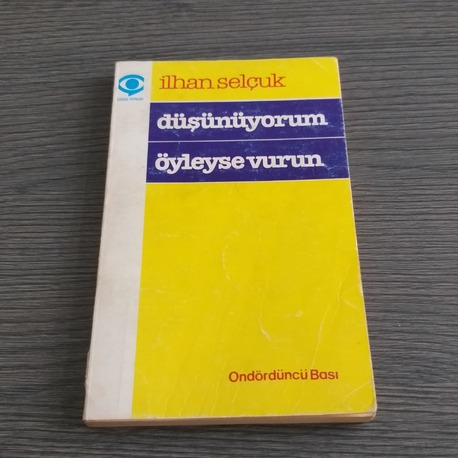 ilhan selçuk
düşünüyorum
öyleyse vurun
Ondördüncü Bası